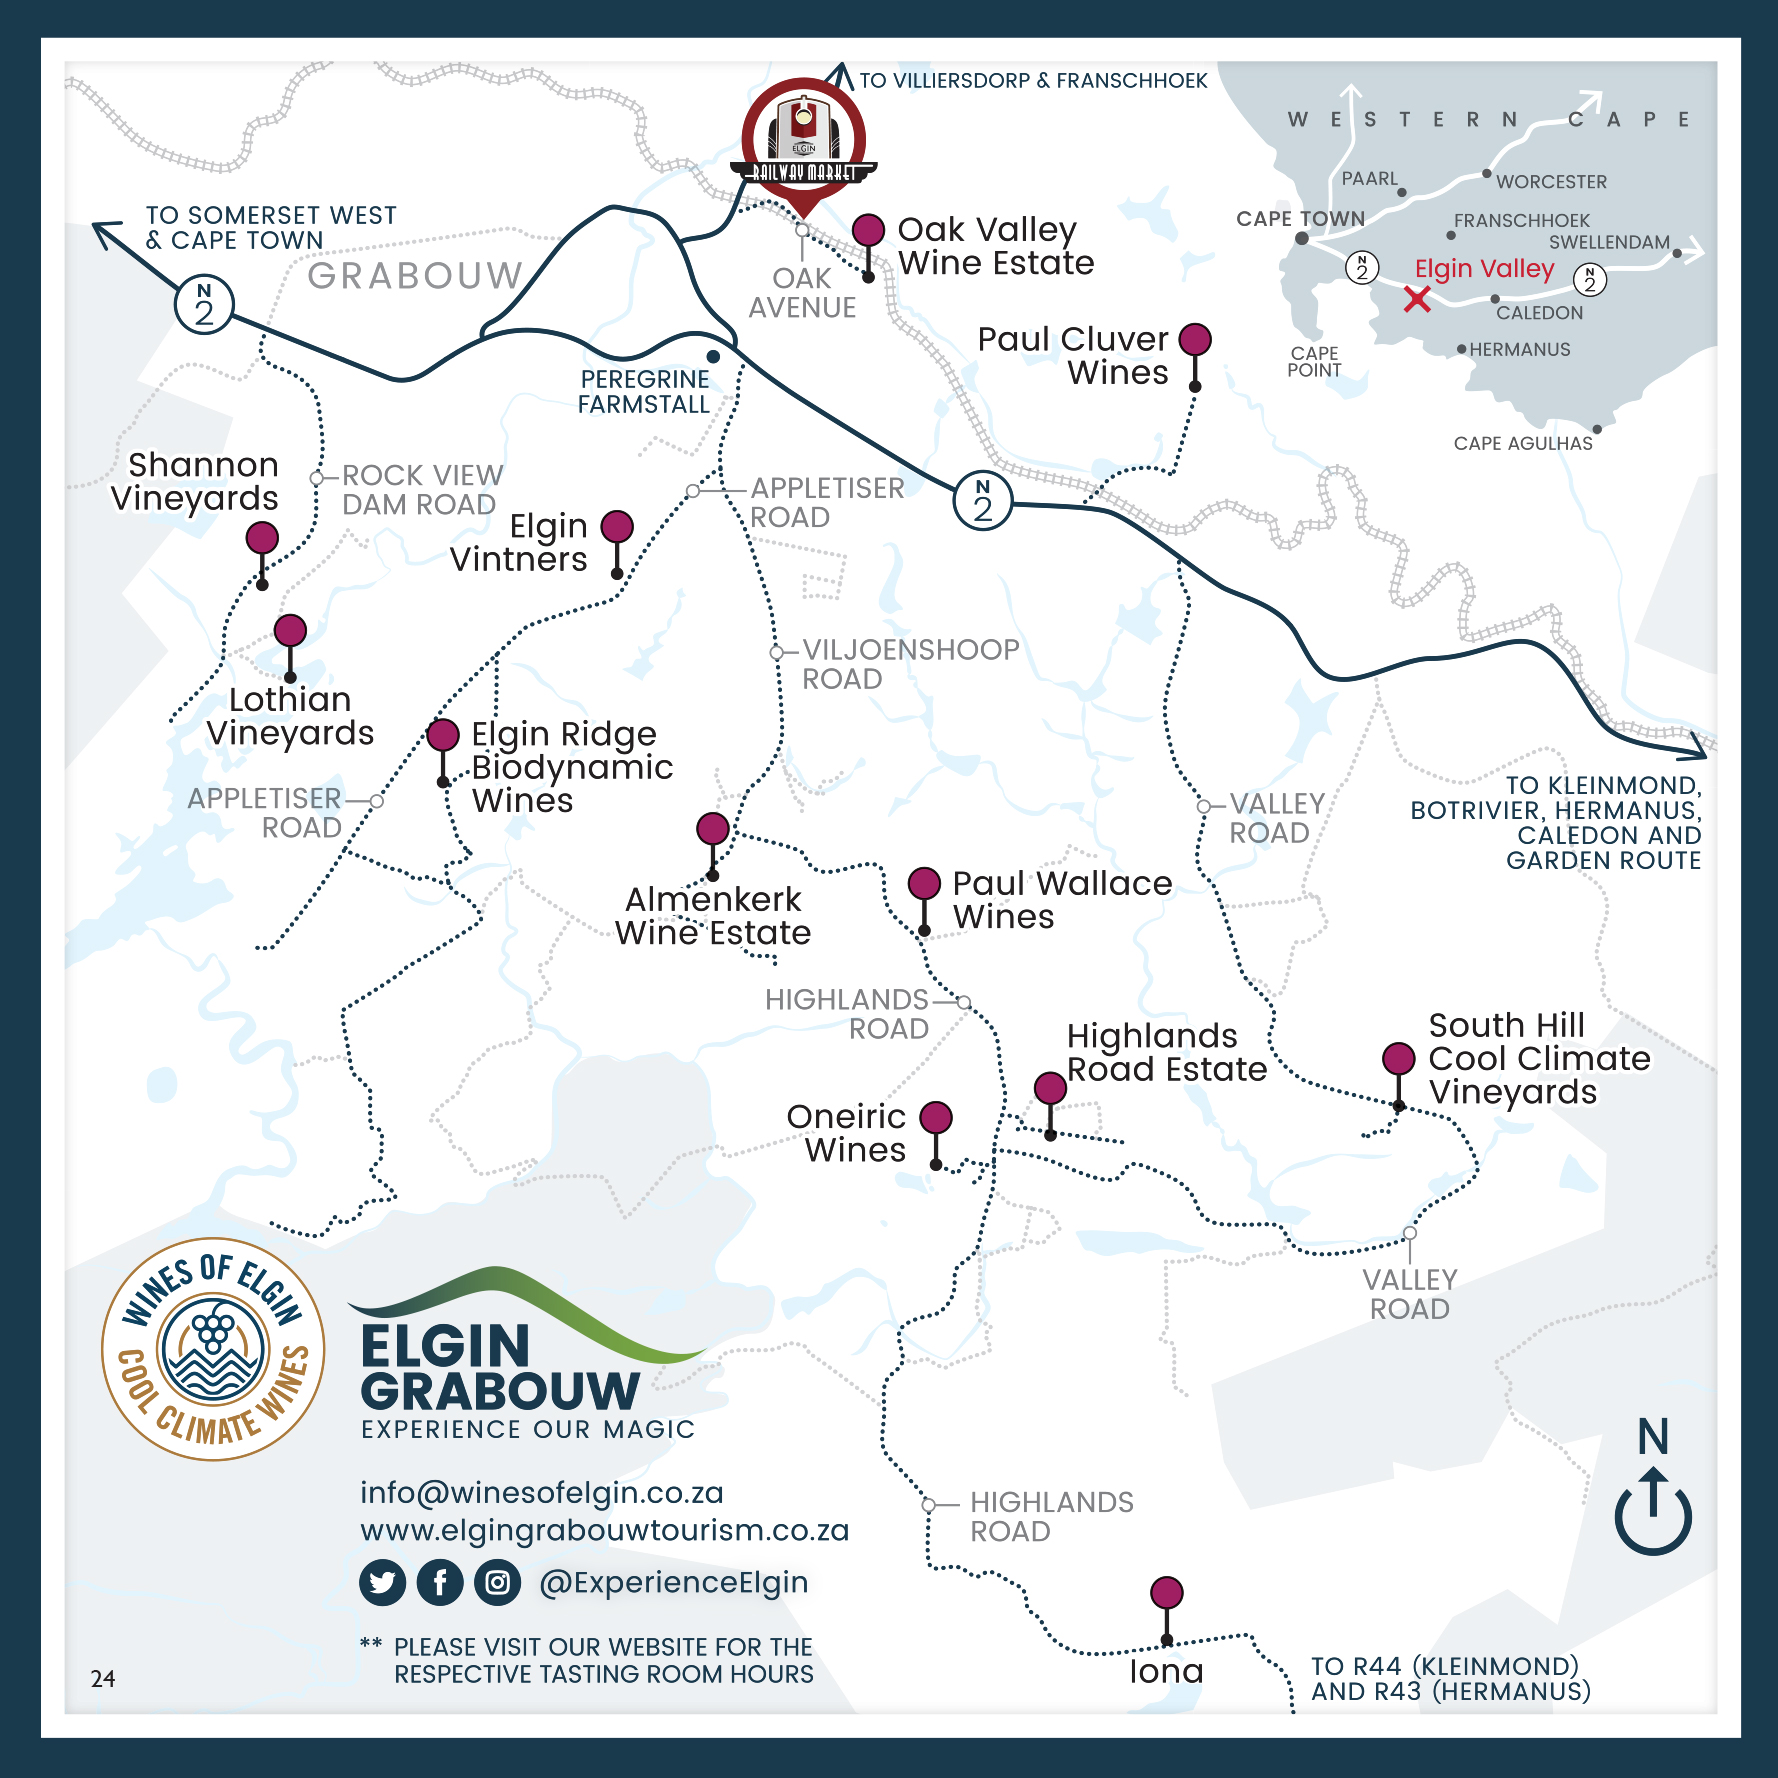 TO VILLIERSDORP & FRANSCHHOEK
ELGIN
RAILWAY MARKET
WESTERN CAPE
PAARL
WORCESTER
CAPE TOWN
FRANSCHHOEK
SWELLENDAM
N
2
Elgin Valley
N
2
CALEDON
CAPE
POINT
HERMANUS
CAPE AGULHAS
TO SOMERSET WEST
& CAPE TOWN
N
2
GRABOUW
Oak Valley
Wine Estate
OAK
AVENUE
Paul Cluver
Wines
PEREGRINE
FARMSTALL
Shannon
Vineyards
ROCK VIEW
DAM ROAD
Elgin
Vintners
APPLETISER
ROAD
N
2
Lothian
Vineyards
VILJOENSHOOP
ROAD
Elgin Ridge
Biodynamic
Wines
APPLETISER
ROAD
VALLEY
ROAD
TO KLEINMOND,
BOTRIVIER, HERMANUS,
CALEDON AND
GARDEN ROUTE
Almenkerk
Wine Estate
Paul Wallace
Wines
HIGHLANDS
ROAD
Highlands
Road Estate
South Hill
Cool Climate
Vineyards
Oneiric
Wines
VALLEY
ROAD
WINES OF ELGIN
COOL CLIMATE WINES
ELGIN
GRABOUW
EXPERIENCE OUR MAGIC
info@winesofelgin.co.za
www.elgingrabouwtourism.co.za
@ExperienceElgin
** PLEASE VISIT OUR WEBSITE FOR THE
RESPECTIVE TASTING ROOM HOURS
HIGHLANDS
ROAD
N
Iona
TO R44 (KLEINMOND)
AND R43 (HERMANUS)
24